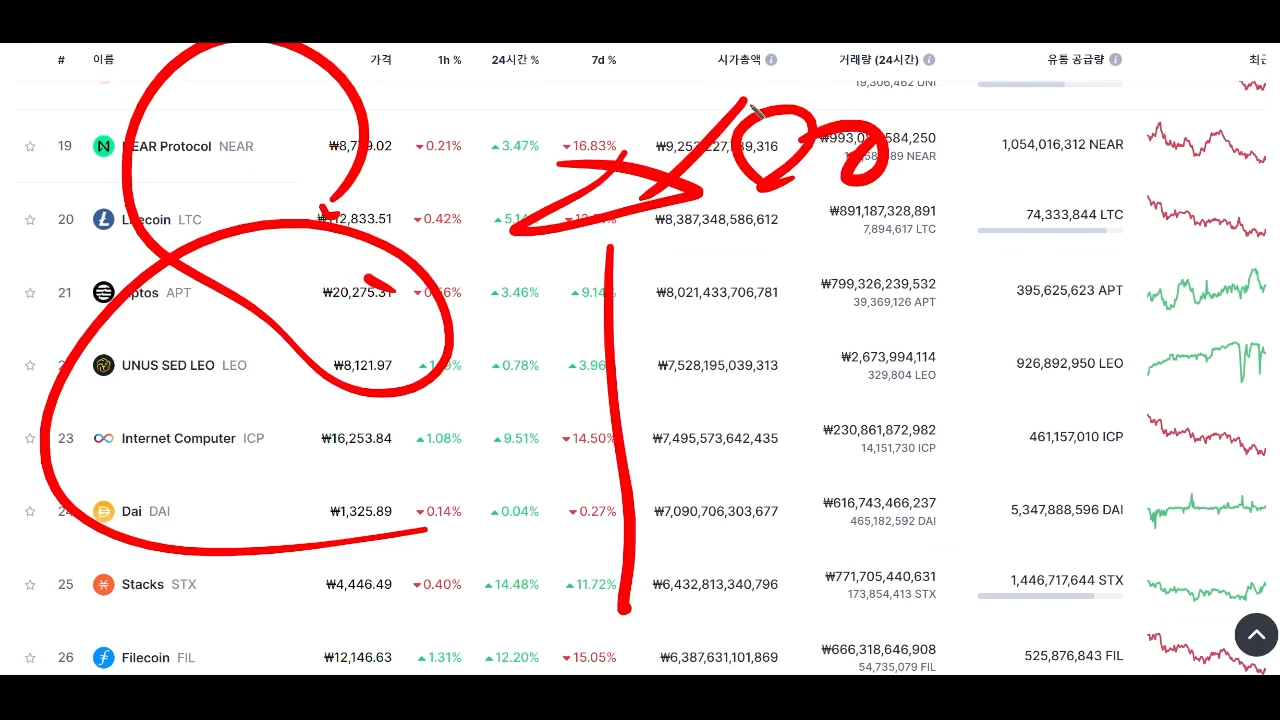 # 이름 가격 1h % 24시간 % 7d % 시가총액 거래량 (24시간) 유통 공급량 최근
19,306,462 UNI
19 NEAR Protocol NEAR 0.21% 3.47% 16.83% 1,054,016,312 NEAR
20 Litecoin LTC 0.42% ₩8,387,348,586,612 ₩891,187,328,891 74,333,844 LTC
7,894,617 LTC
21 Aptos APT ₩20,275.31 3.46% ₩8,021,433,706,781 ₩799,326,239,532 395,625,623 APT
39,369,126 APT
UNUS SED LEO LEO ₩8,121.97 0.78% 3.96% ₩7,528,195,039,313 ₩2,673,994,114 926,892,950 LEO
329,804 LEO
23 Internet Computer ICP ₩16,253.84 1.08% 9.51% 14.50% ₩7,495,573,642,435 ₩230,861,872,982 461,157,010 ICP
14,151,730 ICP
24 Dai DAI ₩1,325.89 0.14% 0.04% 0.27% ₩7,090,706,303,677 ₩616,743,466,237 5,347,888,596 DAI
465,182,592 DAI
25 Stacks STX ₩4,446.49 0.40% 14.48% 11.72% ₩6,432,813,340,796 ₩771,705,440,631 1,446,717,644 STX
173,854,413 STX
26 Filecoin FIL ₩12,146.63 1.31% 12.20% 15.05% ₩6,387,631,101,869 ₩666,318,646,908 525,876,843 FIL
54,735,079 FIL